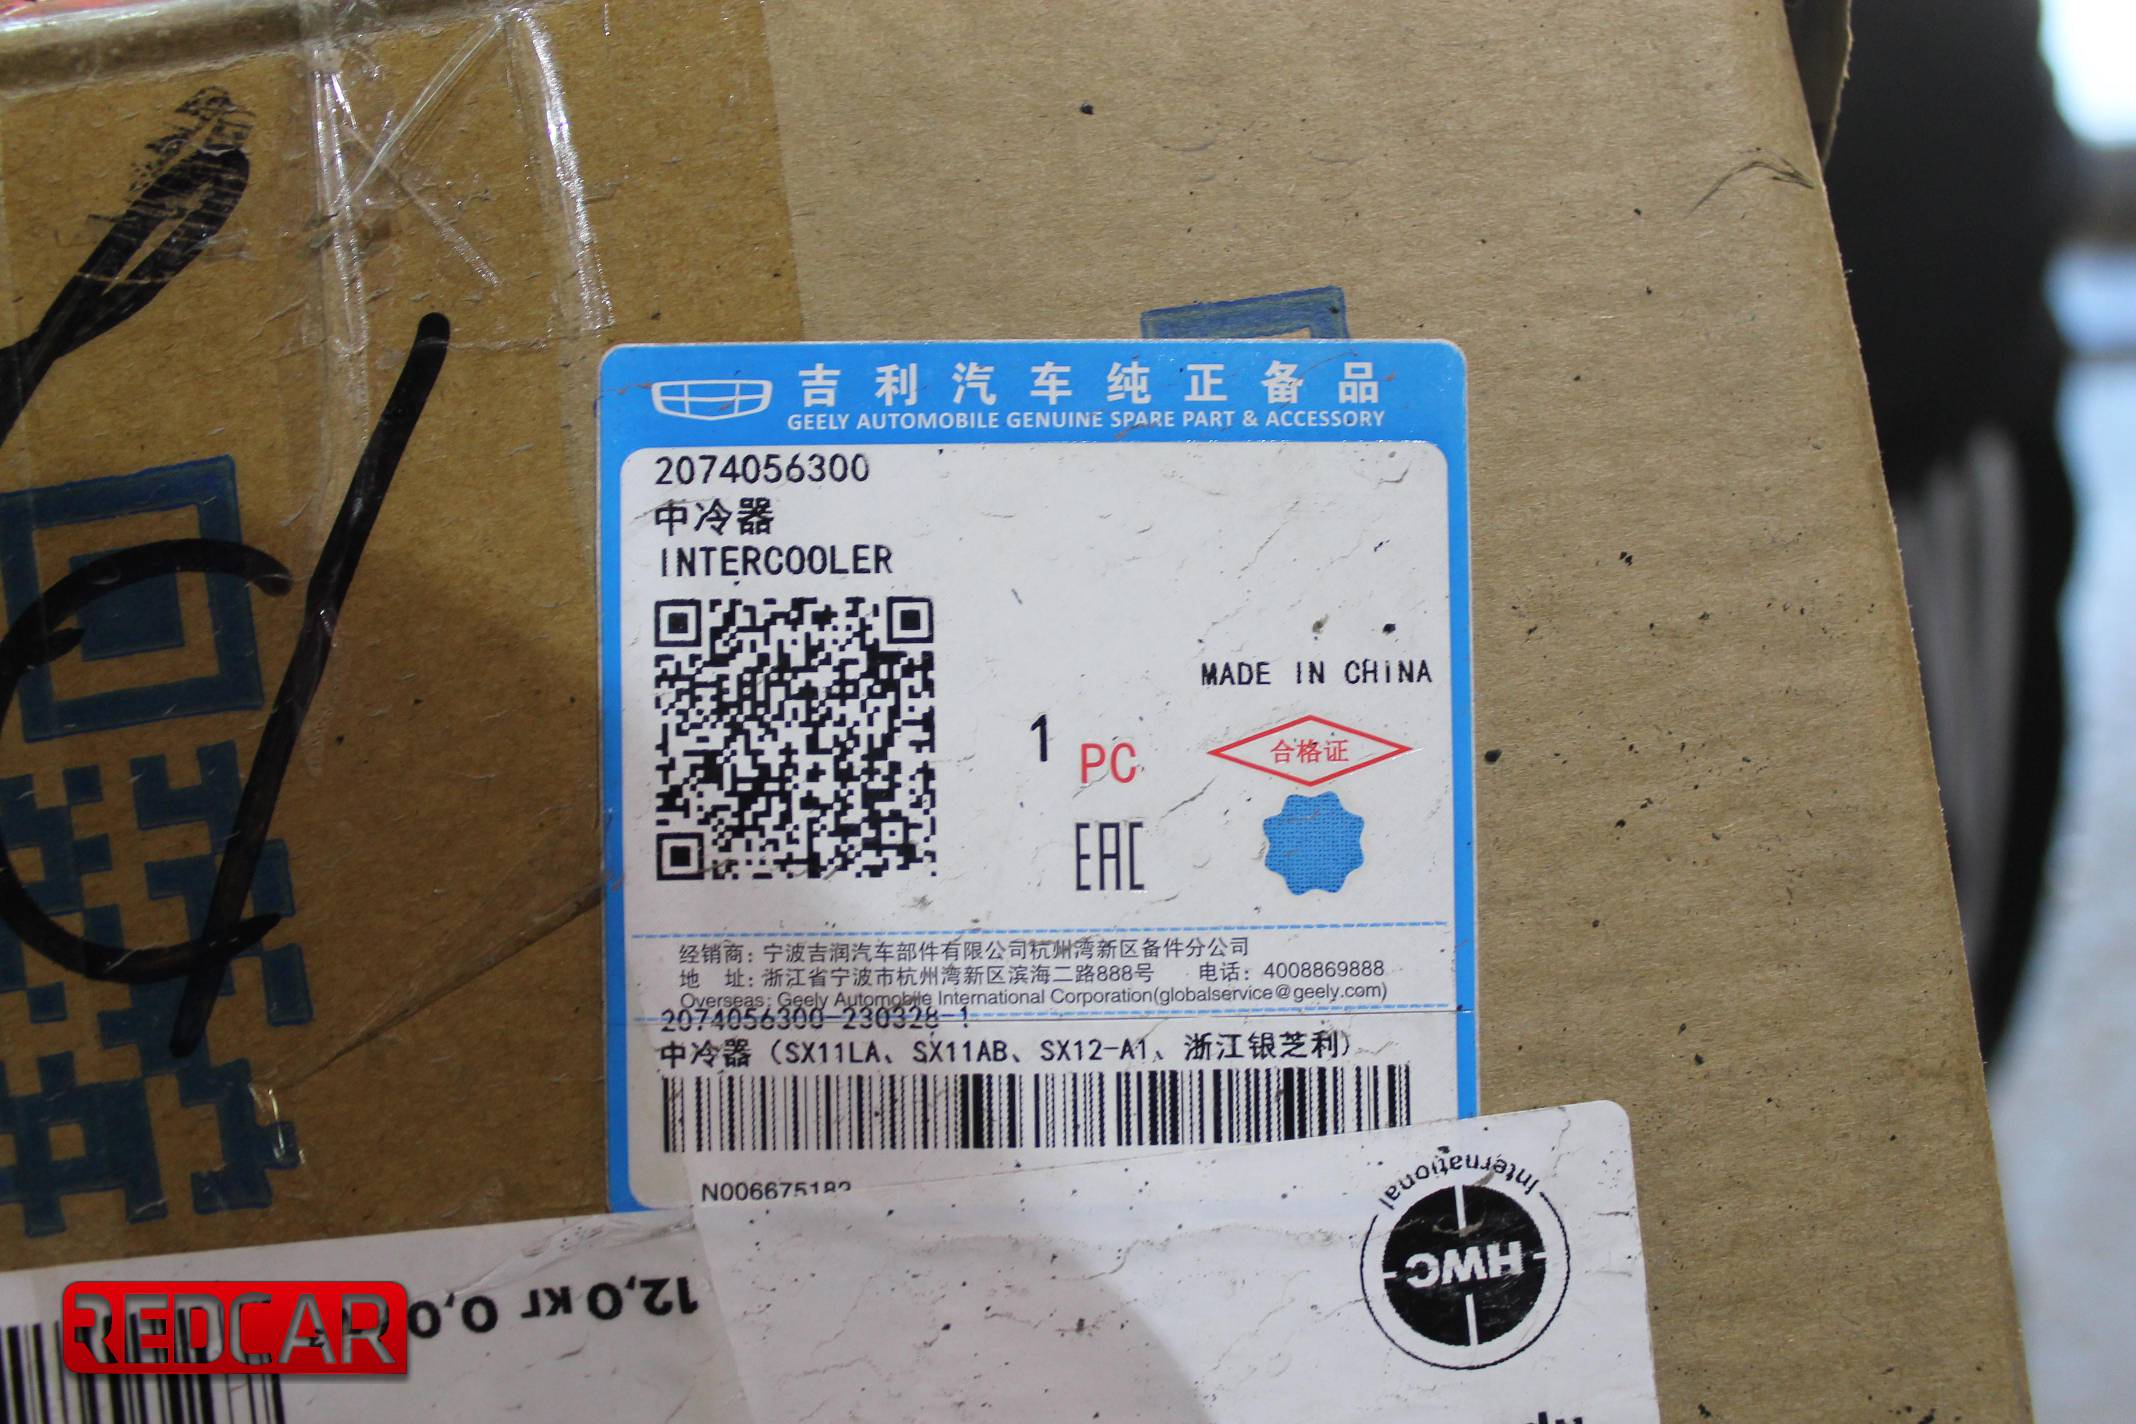 吉利汽车纯正备品
GEELY AUTOMOBILE GENUINE SPARE PART & ACCESSORY
2074056300
中冷器
INTERCOOLER
MADE IN CHINA
1 PC
合格证
EAC
经销商：宁波吉润汽车部件有限公司杭州湾新区备件分公司
地 址：浙江省宁波市杭州湾新区滨海二路888号 电话：4008869888
Overseas: Geely Automobile International Corporation(globalservice@geely.com)
2074056300-230328-1
中冷器（SX11LA、SX11AB、SX12-A1、浙江银芝利）
N006675182
International
HWC
12,0 кг 0,0
REDCAR